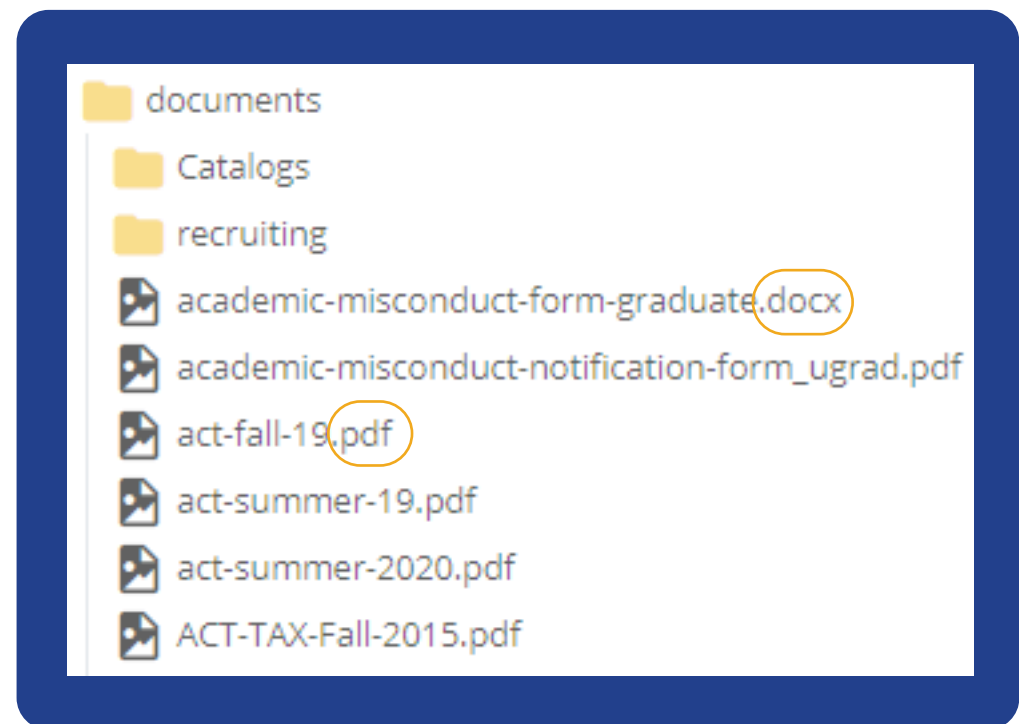 documents
Catalogs
recruiting
academic-misconduct-form-graduate.docx
academic-misconduct-notification-form_ugrad.pdf
act-fall-19.pdf
act-summer-19.pdf
act-summer-2020.pdf
ACT-TAX-Fall-2015.pdf